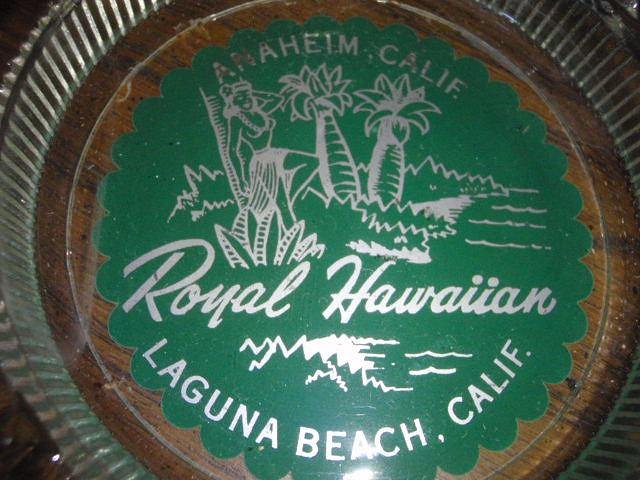 ANAHEIM, CALIF.
Royal Hawaiian
LAGUNA BEACH, CALIF.